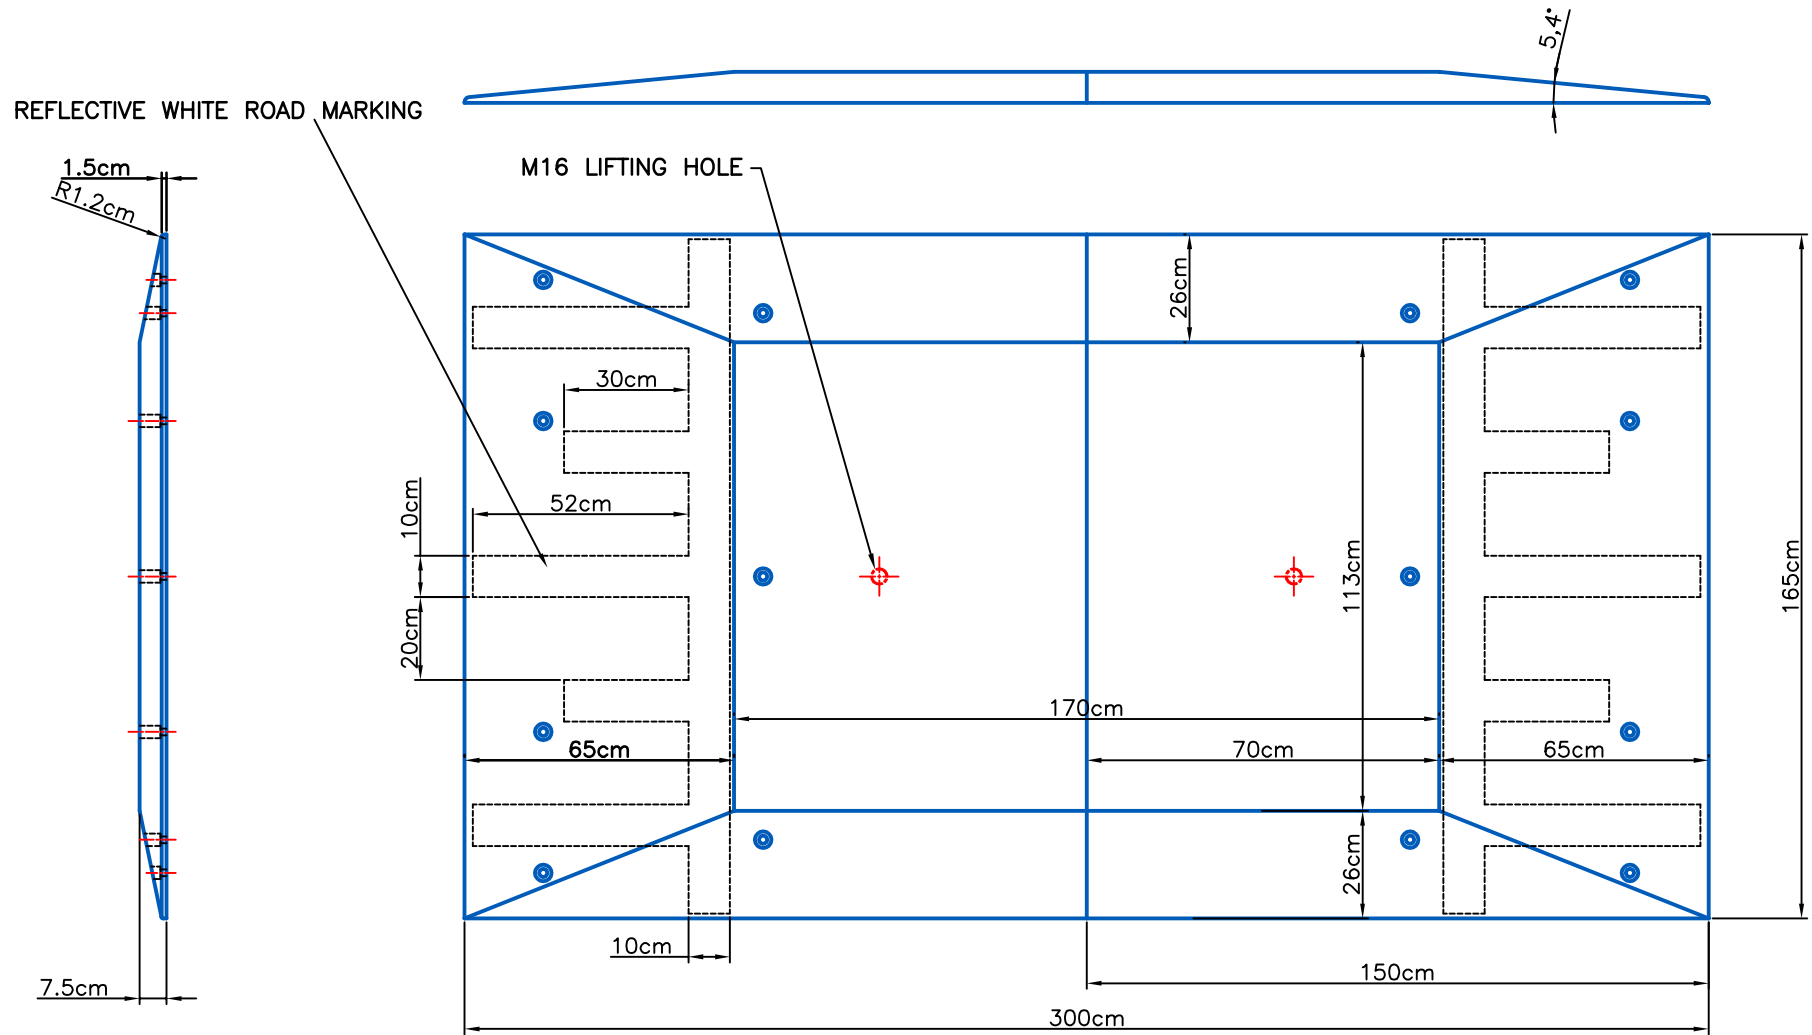 5,4°
REFLECTIVE WHITE ROAD MARKING
1.5cm
M16 LIFTING HOLE
R1.2cm
26cm
30cm
52cm
10cm
113cm
165cm
20cm
170cm
65cm
70cm
65cm
26cm
10cm
150cm
7.5cm
300cm